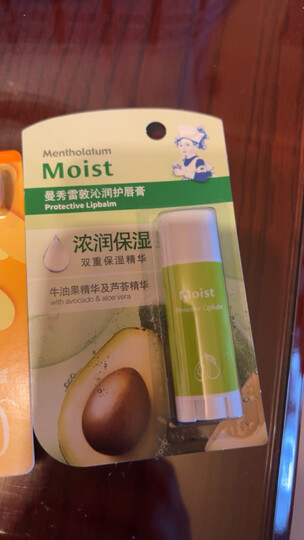 Mentholatum
Moist
曼秀雷敦沁润护唇膏
Protective Lipbalm
浓润保湿
双重保湿精华
牛油果精华及芦荟精华
with avocado & aloe vera
Moist
Protective Lipbalm